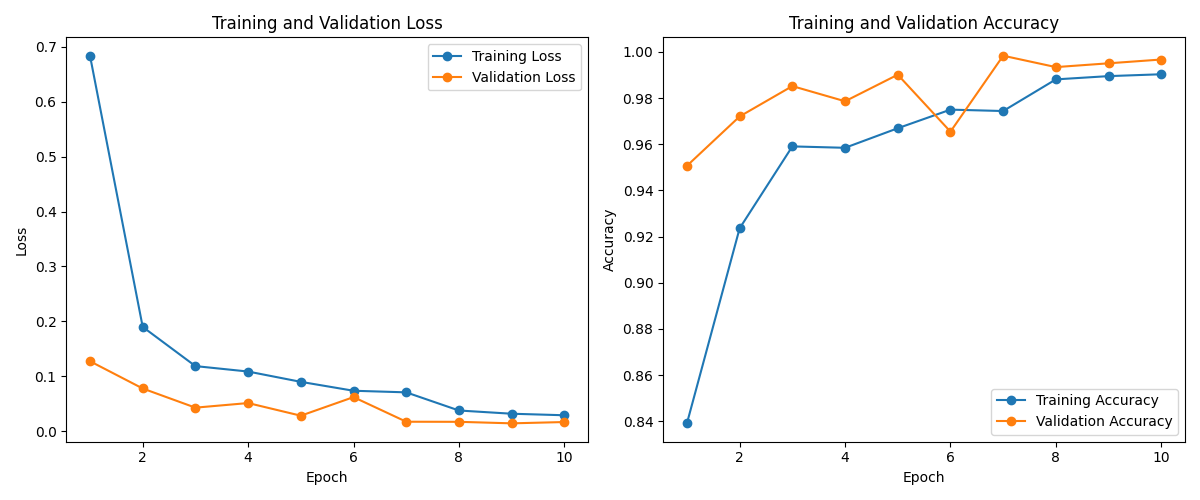 Training and Validation Loss
0.7
0.6
0.5
0.4
0.3
0.2
0.1
0.0
Loss
2 4 6 8 10
Epoch
Training Loss
Validation Loss
Training and Validation Accuracy
1.00
0.98
0.96
0.94
0.92
0.90
0.88
0.86
0.84
Accuracy
2 4 6 8 10
Epoch
Training Accuracy
Validation Accuracy